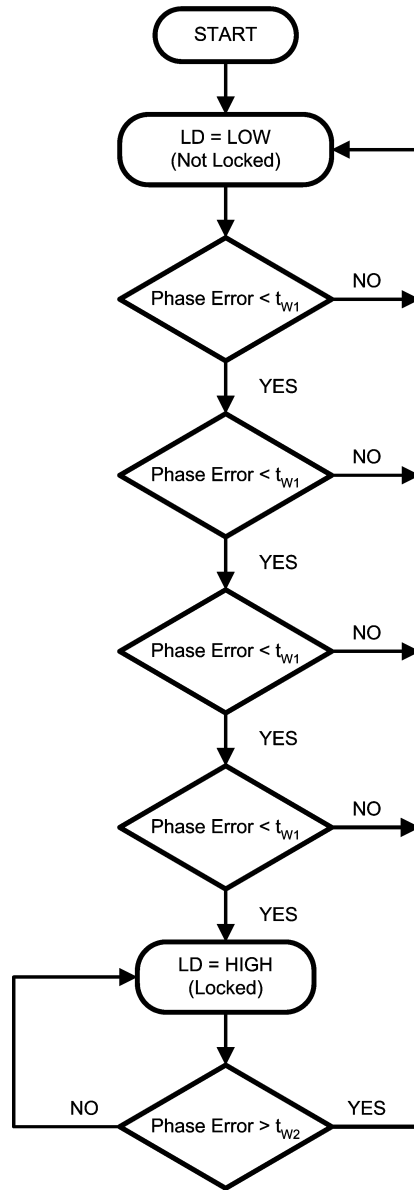 START
LD = LOW
(Not Locked)
Phase Error < tW1
NO
YES
Phase Error < tW1
NO
YES
Phase Error < tW1
NO
YES
Phase Error < tW1
NO
YES
LD = HIGH
(Locked)
NO
Phase Error > tW2
YES